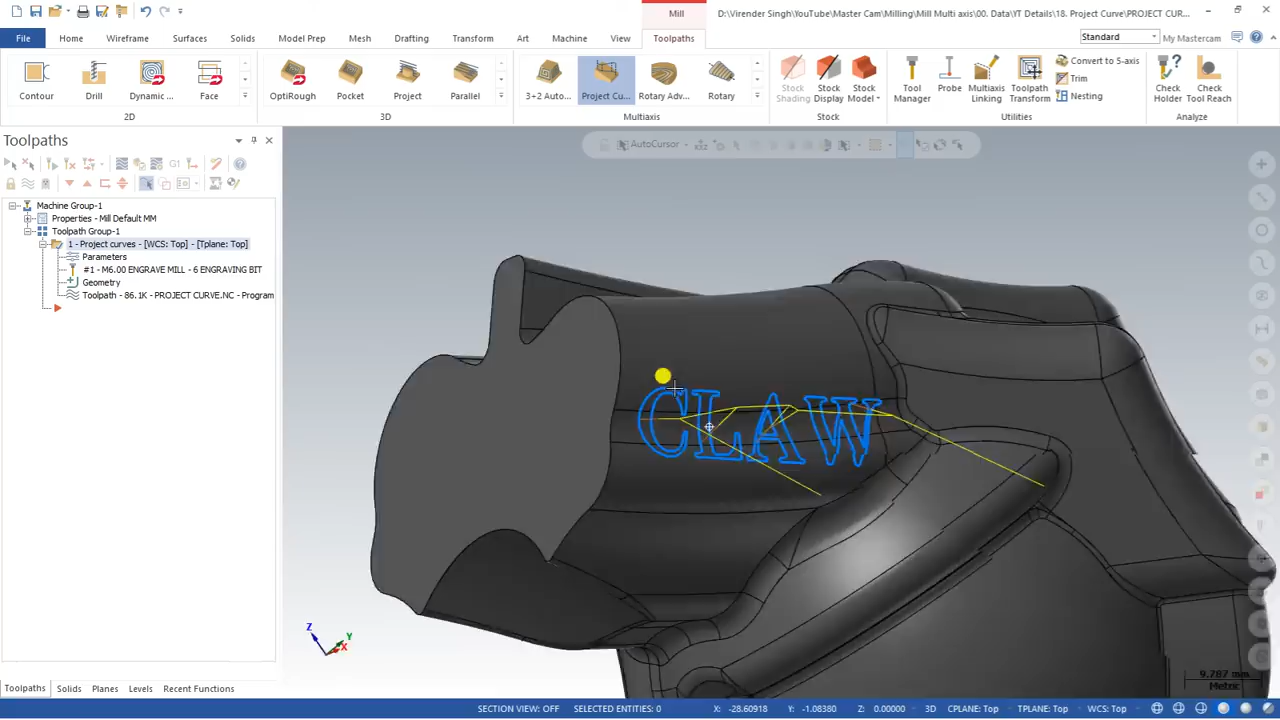 Mill
D:\Virender Singh\YouTube\Master Cam\Milling\Mill Multi axis\00. Data\YT Details\18. Project Curve\PROJECT CUR...
File Home Wireframe Surfaces Solids Model Prep Mesh Drafting Transform Art Machine View Toolpaths
Standard My Mastercam
Contour Drill Dynamic ... Face OptiRough Pocket Project Parallel 3+2 Auto... Project Cu... Rotary Adv... Rotary Stock Shading Stock Display Stock Model Tool Manager Probe Multiaxis Linking Toolpath Transform Convert to 5-axis Trim Nesting Check Holder Check Tool Reach
2D 3D Multiaxis Stock Utilities Analyze
Toolpaths
AutoCursor
G1
Machine Group-1
Properties - Mill Default MM
Toolpath Group-1
1 - Project curves - [WCS: Top] - [Tplane: Top]
Parameters
#1 - M6.00 ENGRAVE MILL - 6 ENGRAVING BIT
Geometry
Toolpath - 86.1K - PROJECT CURVE.NC - Program
CLAW
Z Y X
9.787 mm
Metric
Toolpaths Solids Planes Levels Recent Functions
SECTION VIEW: OFF SELECTED ENTITIES: 0 X: -28.60918 Y: -1.08380 Z: 0.00000 3D CPLANE: Top TPLANE: Top WCS: Top